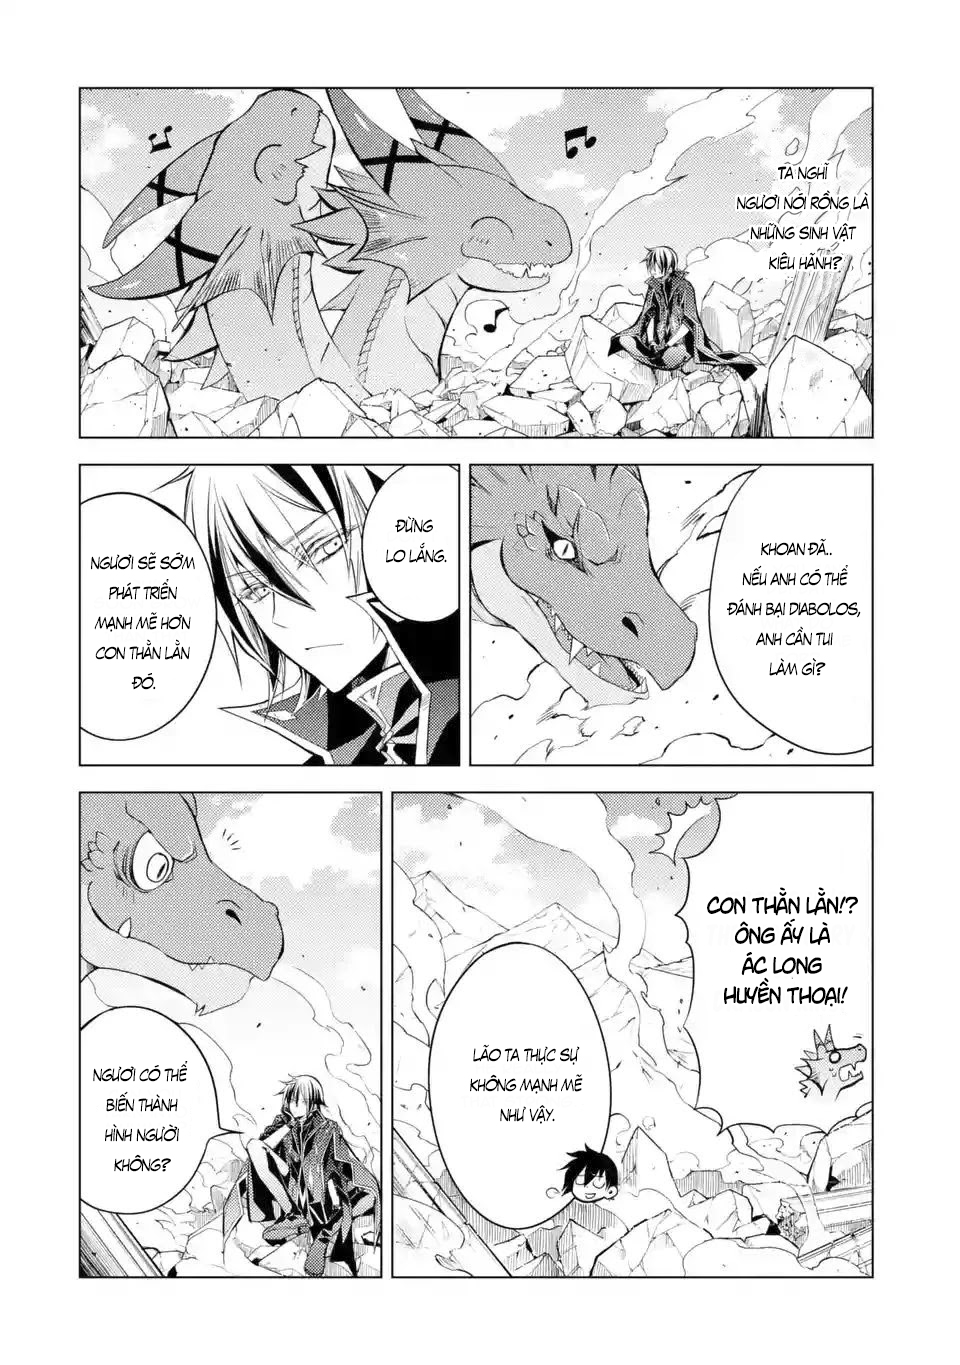 TA NGHĨ
NGƯƠI NÓI RỒNG LÀ
NHỮNG SINH VẬT
KIÊU HÃNH?
KHOAN ĐÃ..
NẾU ANH CÓ THỂ
ĐÁNH BẠI DIABOLOS,
ANH CẦN TUI
LÀM GÌ?
ĐỪNG
LO LẮNG.
NGƯƠI SẼ SỚM
PHÁT TRIỂN
MẠNH MẼ HƠN
CON THẰN LẰN
ĐÓ.
CON THẰN LẰN!?
ÔNG ẤY LÀ
ÁC LONG
HUYỀN THOẠI!
LÃO TA THỰC SỰ
KHÔNG MẠNH MẼ
NHƯ VẬY.
NGƯƠI CÓ THỂ
BIẾN THÀNH
HÌNH NGƯỜI
KHÔNG?